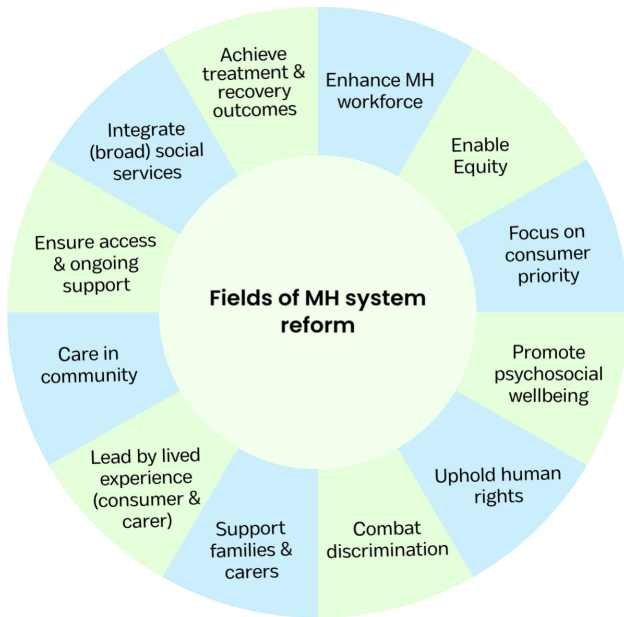 Fields of MH system
reform
Enhance MH
workforce
Enable
Equity
Focus on
consumer
priority
Promote
psychosocial
wellbeing
Uphold human
rights
Combat
discrimination
Support
families &
carers
Lead by lived
experience
(consumer &
carer)
Care in
community
Ensure access
& ongoing
support
Integrate
(broad) social
services
Achieve
treatment &
recovery
outcomes